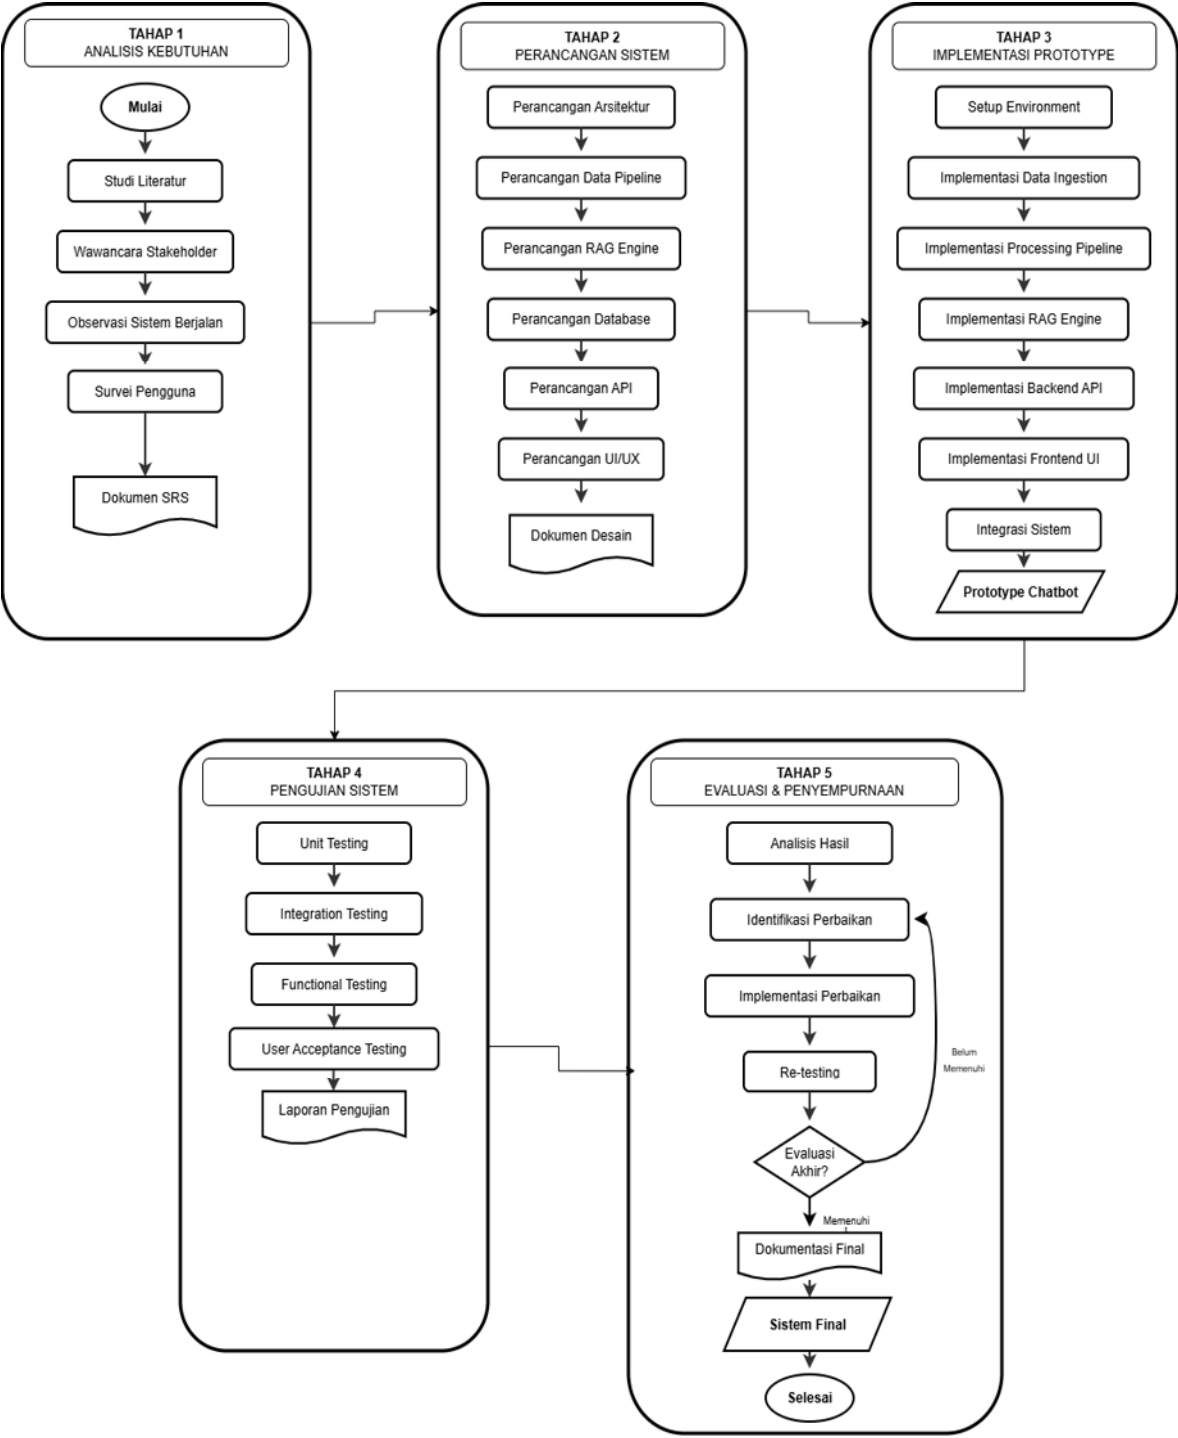 TAHAP 1
ANALISIS KEBUTUHAN
Mulai
Studi Literatur
Wawancara Stakeholder
Observasi Sistem Berjalan
Survei Pengguna
Dokumen SRS
TAHAP 2
PERANCANGAN SISTEM
Perancangan Arsitektur
Perancangan Data Pipeline
Perancangan RAG Engine
Perancangan Database
Perancangan API
Perancangan UI/UX
Dokumen Desain
TAHAP 3
IMPLEMENTASI PROTOTYPE
Setup Environment
Implementasi Data Ingestion
Implementasi Processing Pipeline
Implementasi RAG Engine
Implementasi Backend API
Implementasi Frontend UI
Integrasi Sistem
Prototype Chatbot
TAHAP 4
PENGUJIAN SISTEM
Unit Testing
Integration Testing
Functional Testing
User Acceptance Testing
Laporan Pengujian
TAHAP 5
EVALUASI & PENYEMPURNAAN
Analisis Hasil
Identifikasi Perbaikan
Implementasi Perbaikan
Re-testing
Belum
Memenuhi
Evaluasi
Akhir?
Memenuhi
Dokumentasi Final
Sistem Final
Selesai